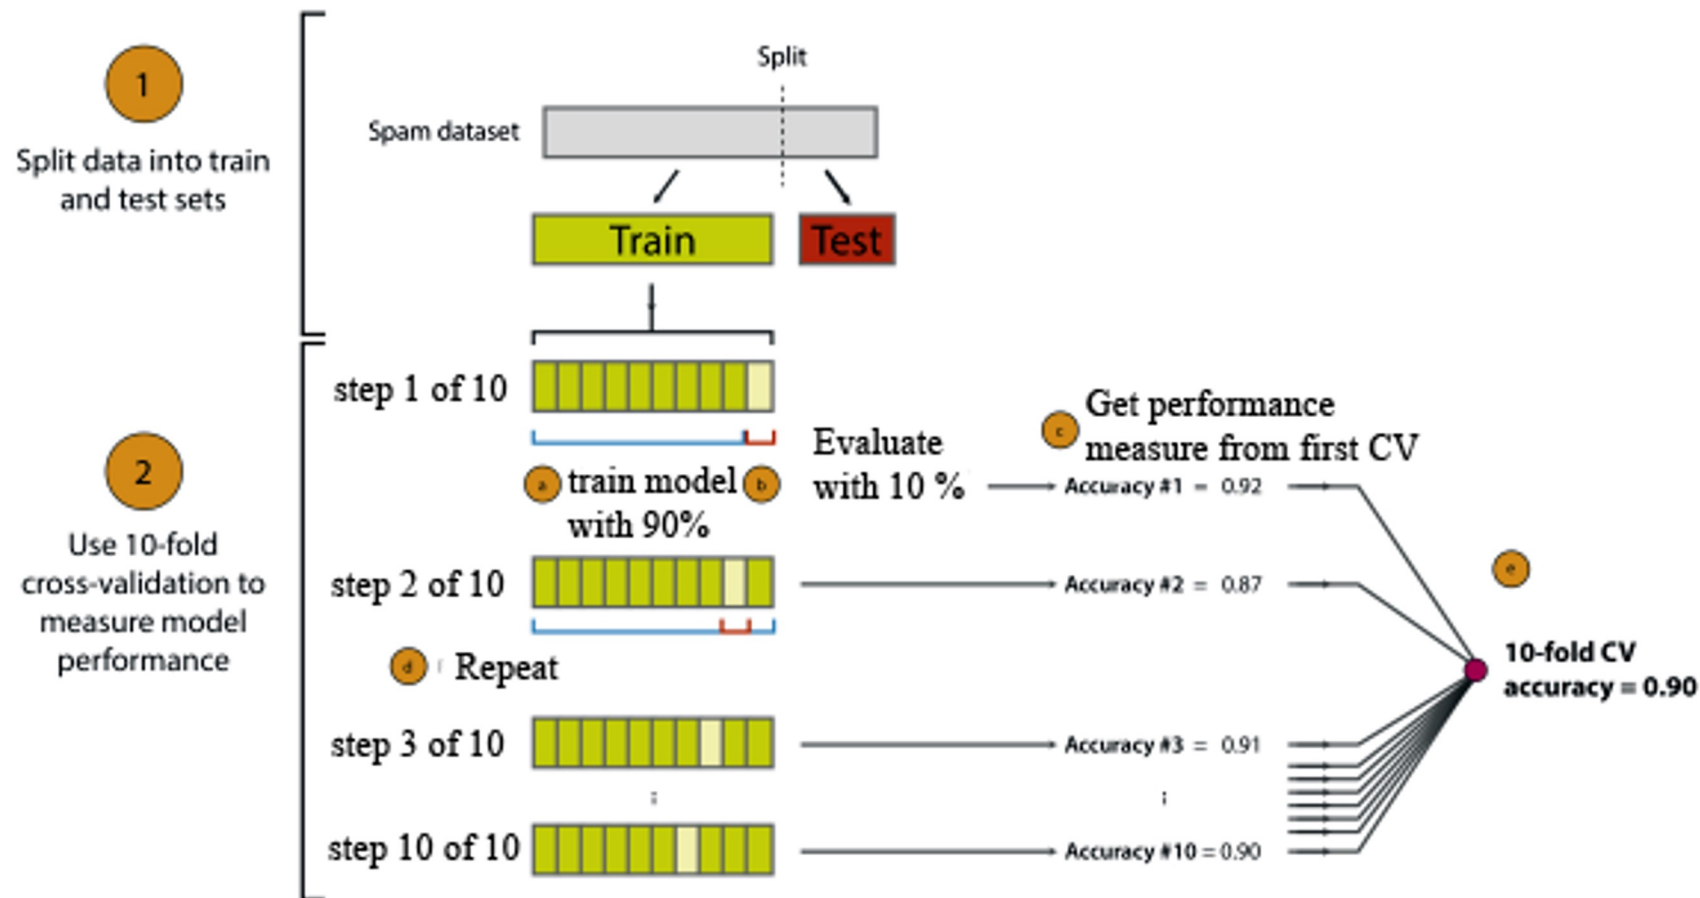 1
Split data into train
and test sets
Split
Spam dataset
Train
Test
2
Use 10-fold
cross-validation to
measure model
performance
step 1 of 10
a
train model
with 90%
b
Evaluate
with 10 %
c
Get performance
measure from first CV
Accuracy #1 = 0.92
step 2 of 10
Accuracy #2 = 0.87
d
Repeat
step 3 of 10
Accuracy #3 = 0.91
step 10 of 10
Accuracy #10 = 0.90
e
10-fold CV
accuracy = 0.90